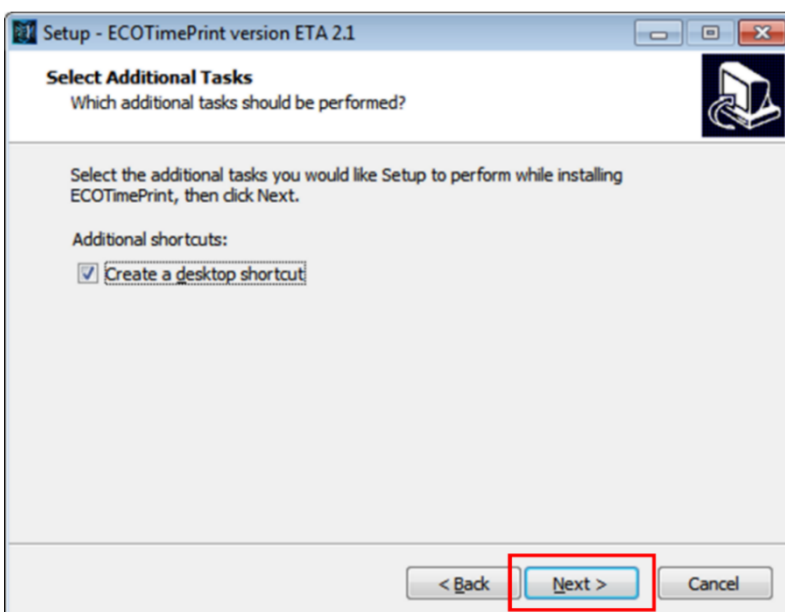 Setup - ECOTimePrint version ETA 2.1
Select Additional Tasks
Which additional tasks should be performed?
Select the additional tasks you would like Setup to perform while installing
ECOTimePrint, then click Next.
Additional shortcuts:
Create a desktop shortcut
< Back Next > Cancel